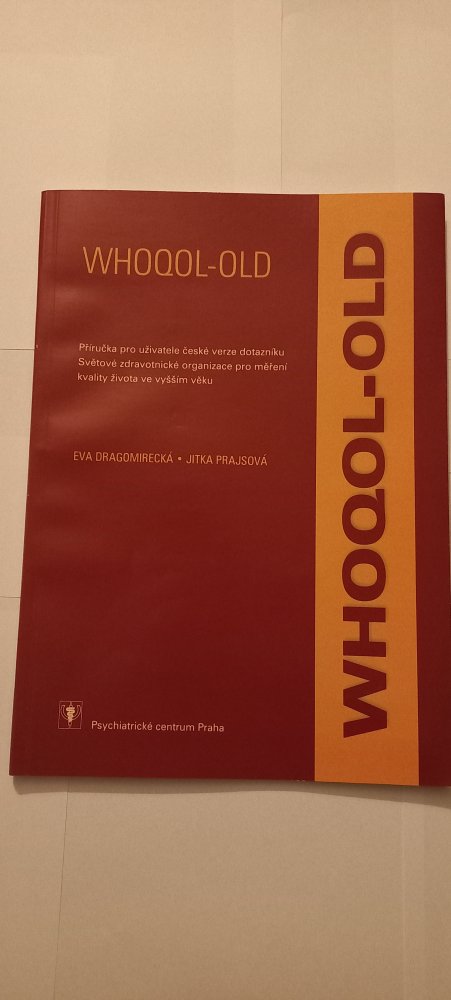 WHOQOL-OLD
Příručka pro uživatele české verze dotazníku
Světové zdravotnické organizace pro měření
kvality života ve vyšším věku
EVA DRAGOMIRECKÁ • JITKA PRAJSOVÁ
Psychiatrické centrum Praha
WHOQOL-OLD